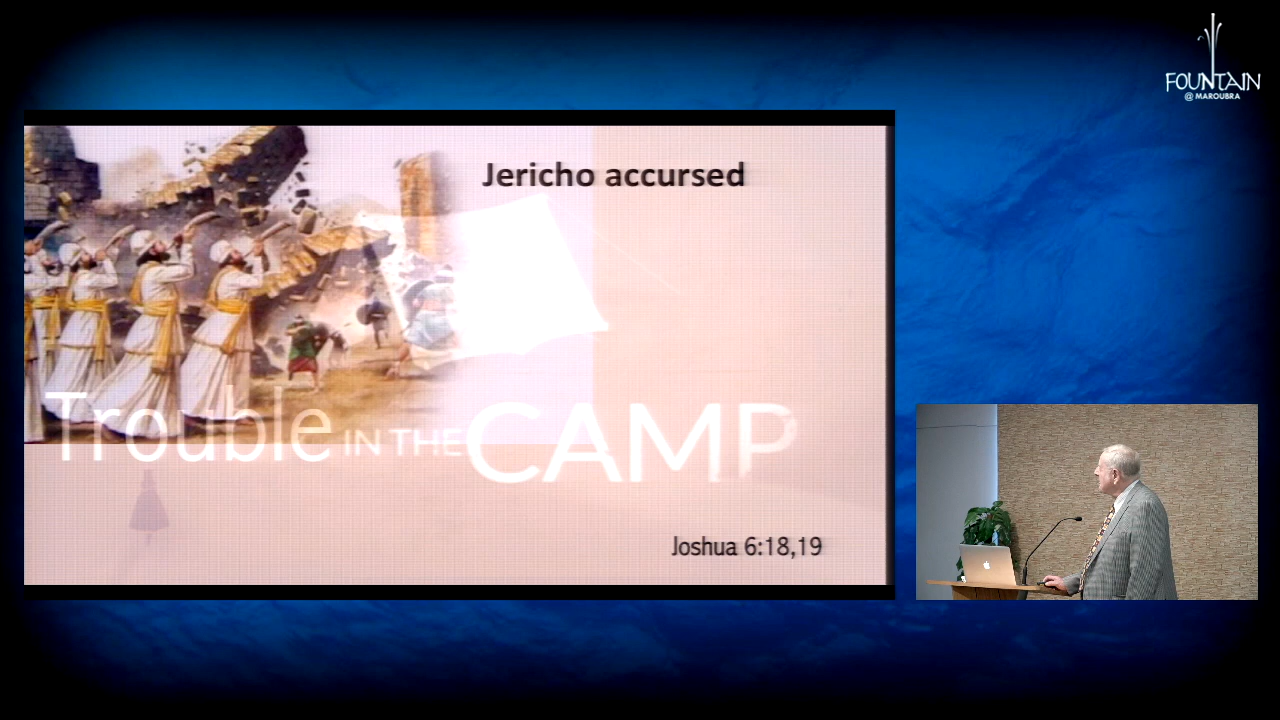 FOUNTAIN
@ MAROUBRA
Jericho accursed
Trouble IN THE CAMP
Joshua 6:18,19